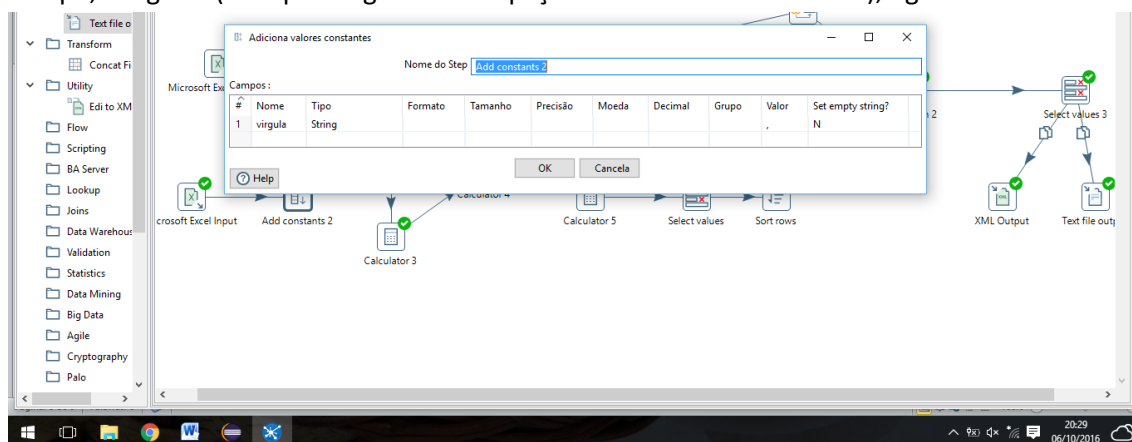 Text file o
Transform
Concat Fi
Utility
Edi to XM
Flow
Scripting
BA Server
Lookup
Joins
Data Warehous
Validation
Statistics
Data Mining
Big Data
Agile
Cryptography
Palo
Microsoft Ex
Adiciona valores constantes
Nome do Step Add constants 2
Campos :
# Nome Tipo Formato Tamanho Precisão Moeda Decimal Grupo Valor Set empty string?
1 virgula String , N
OK Cancela
Help
2
Select values 3
crosoft Excel Input Add constants 2 Calculator 4 Calculator 5 Select values Sort rows XML Output Text file outp
Calculator 3
20:29
06/10/2016